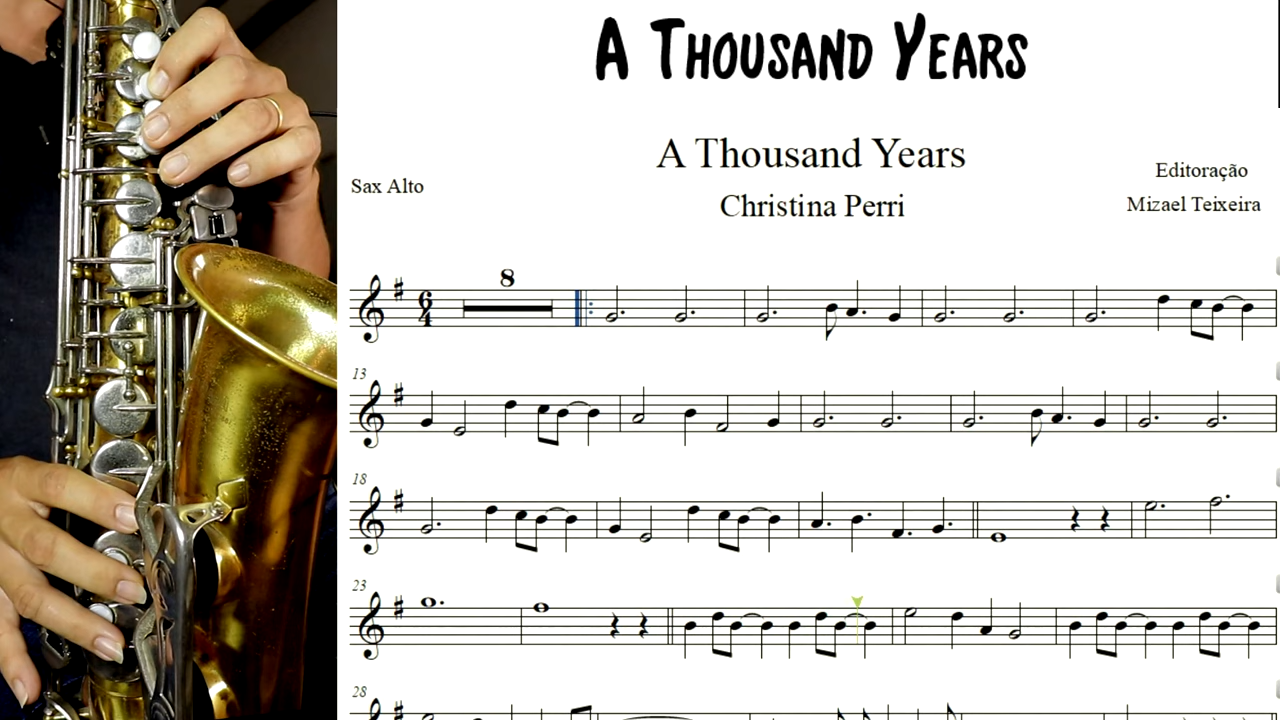 A THOUSAND YEARS
A Thousand Years
Christina Perri
Sax Alto
Editoração
Mizael Teixeira
8
6
4
13
18
23
28